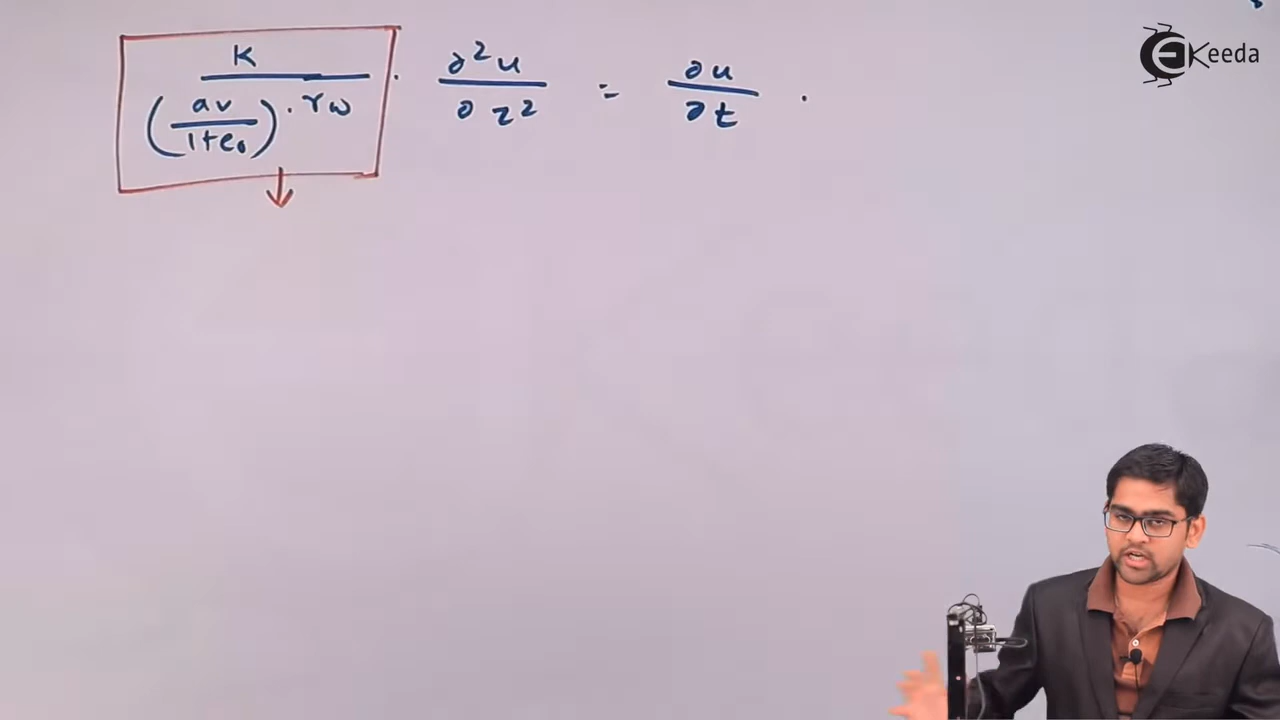 K / ((av / 1+e₀) · γw) · ∂²u / ∂z² = ∂u / ∂t .
EKeeda